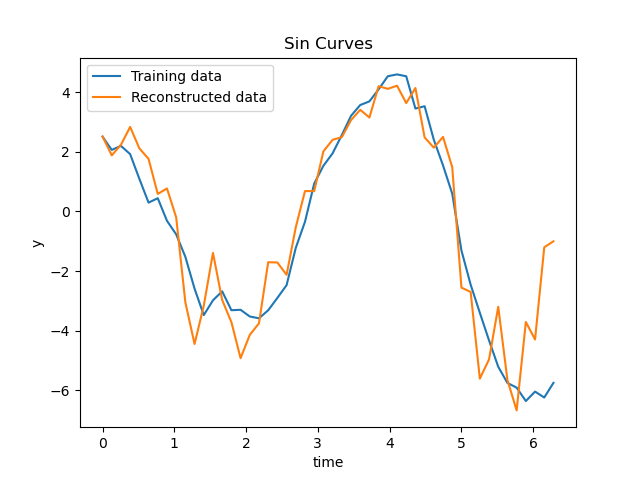 Sin Curves
Training data
Reconstructed data
4
2
0
−2
−4
−6
y
0 1 2 3 4 5 6
time